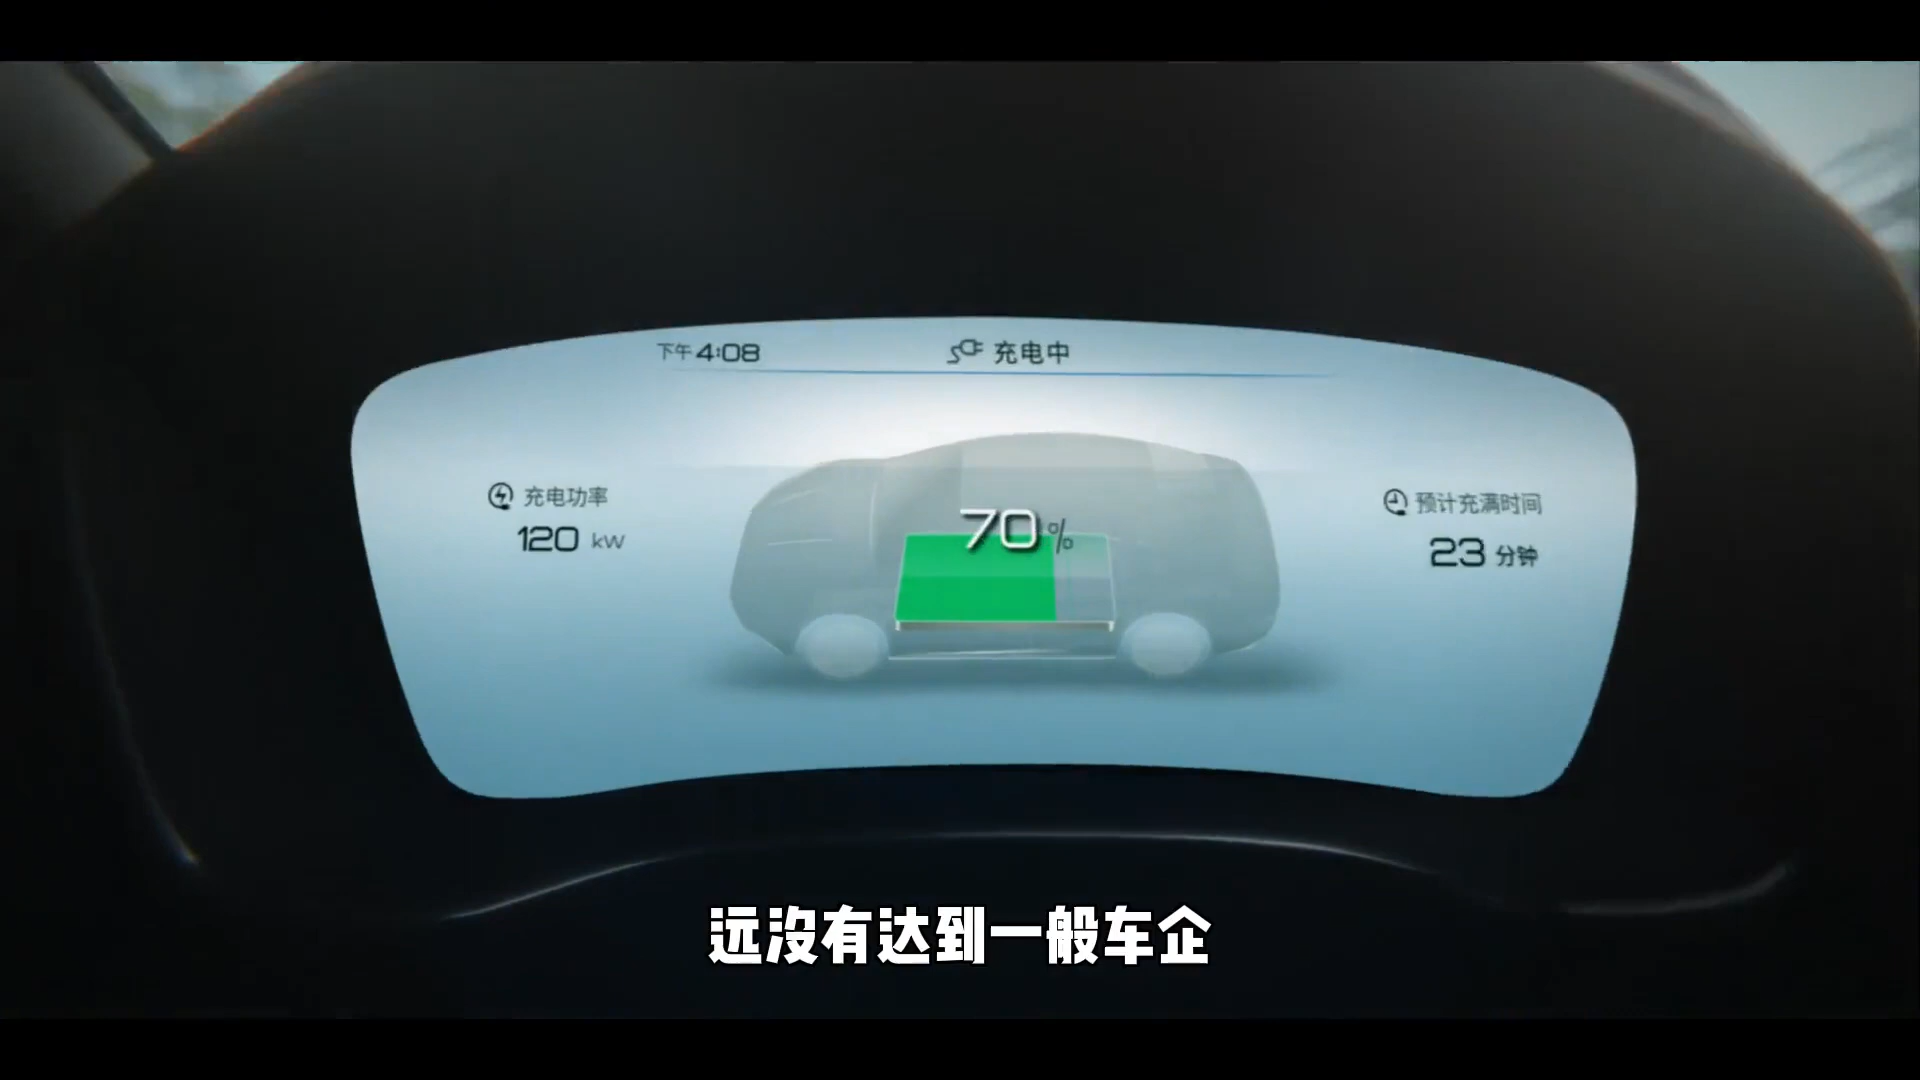 下午4:08
充电中
充电功率
120 kW
70%
预计充满时间
23 分钟
远没有达到一般车企